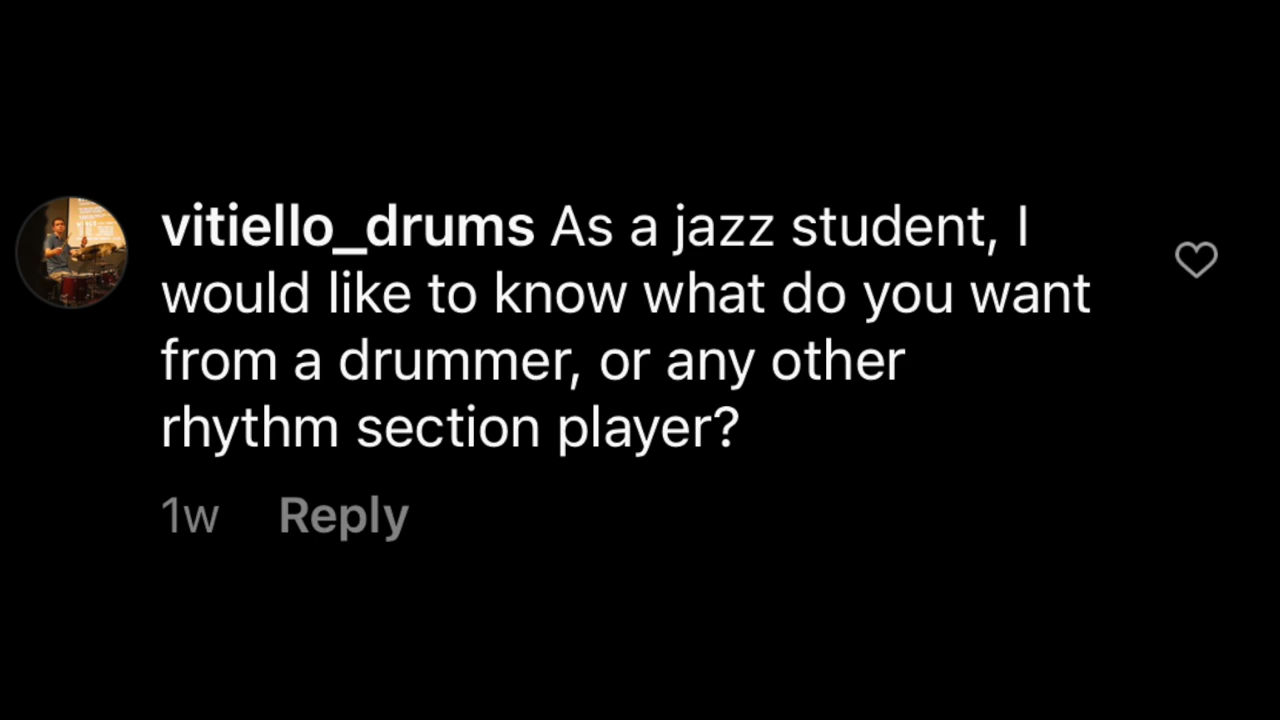 vitiello_drums As a jazz student, I
would like to know what do you want
from a drummer, or any other
rhythm section player?
1w Reply